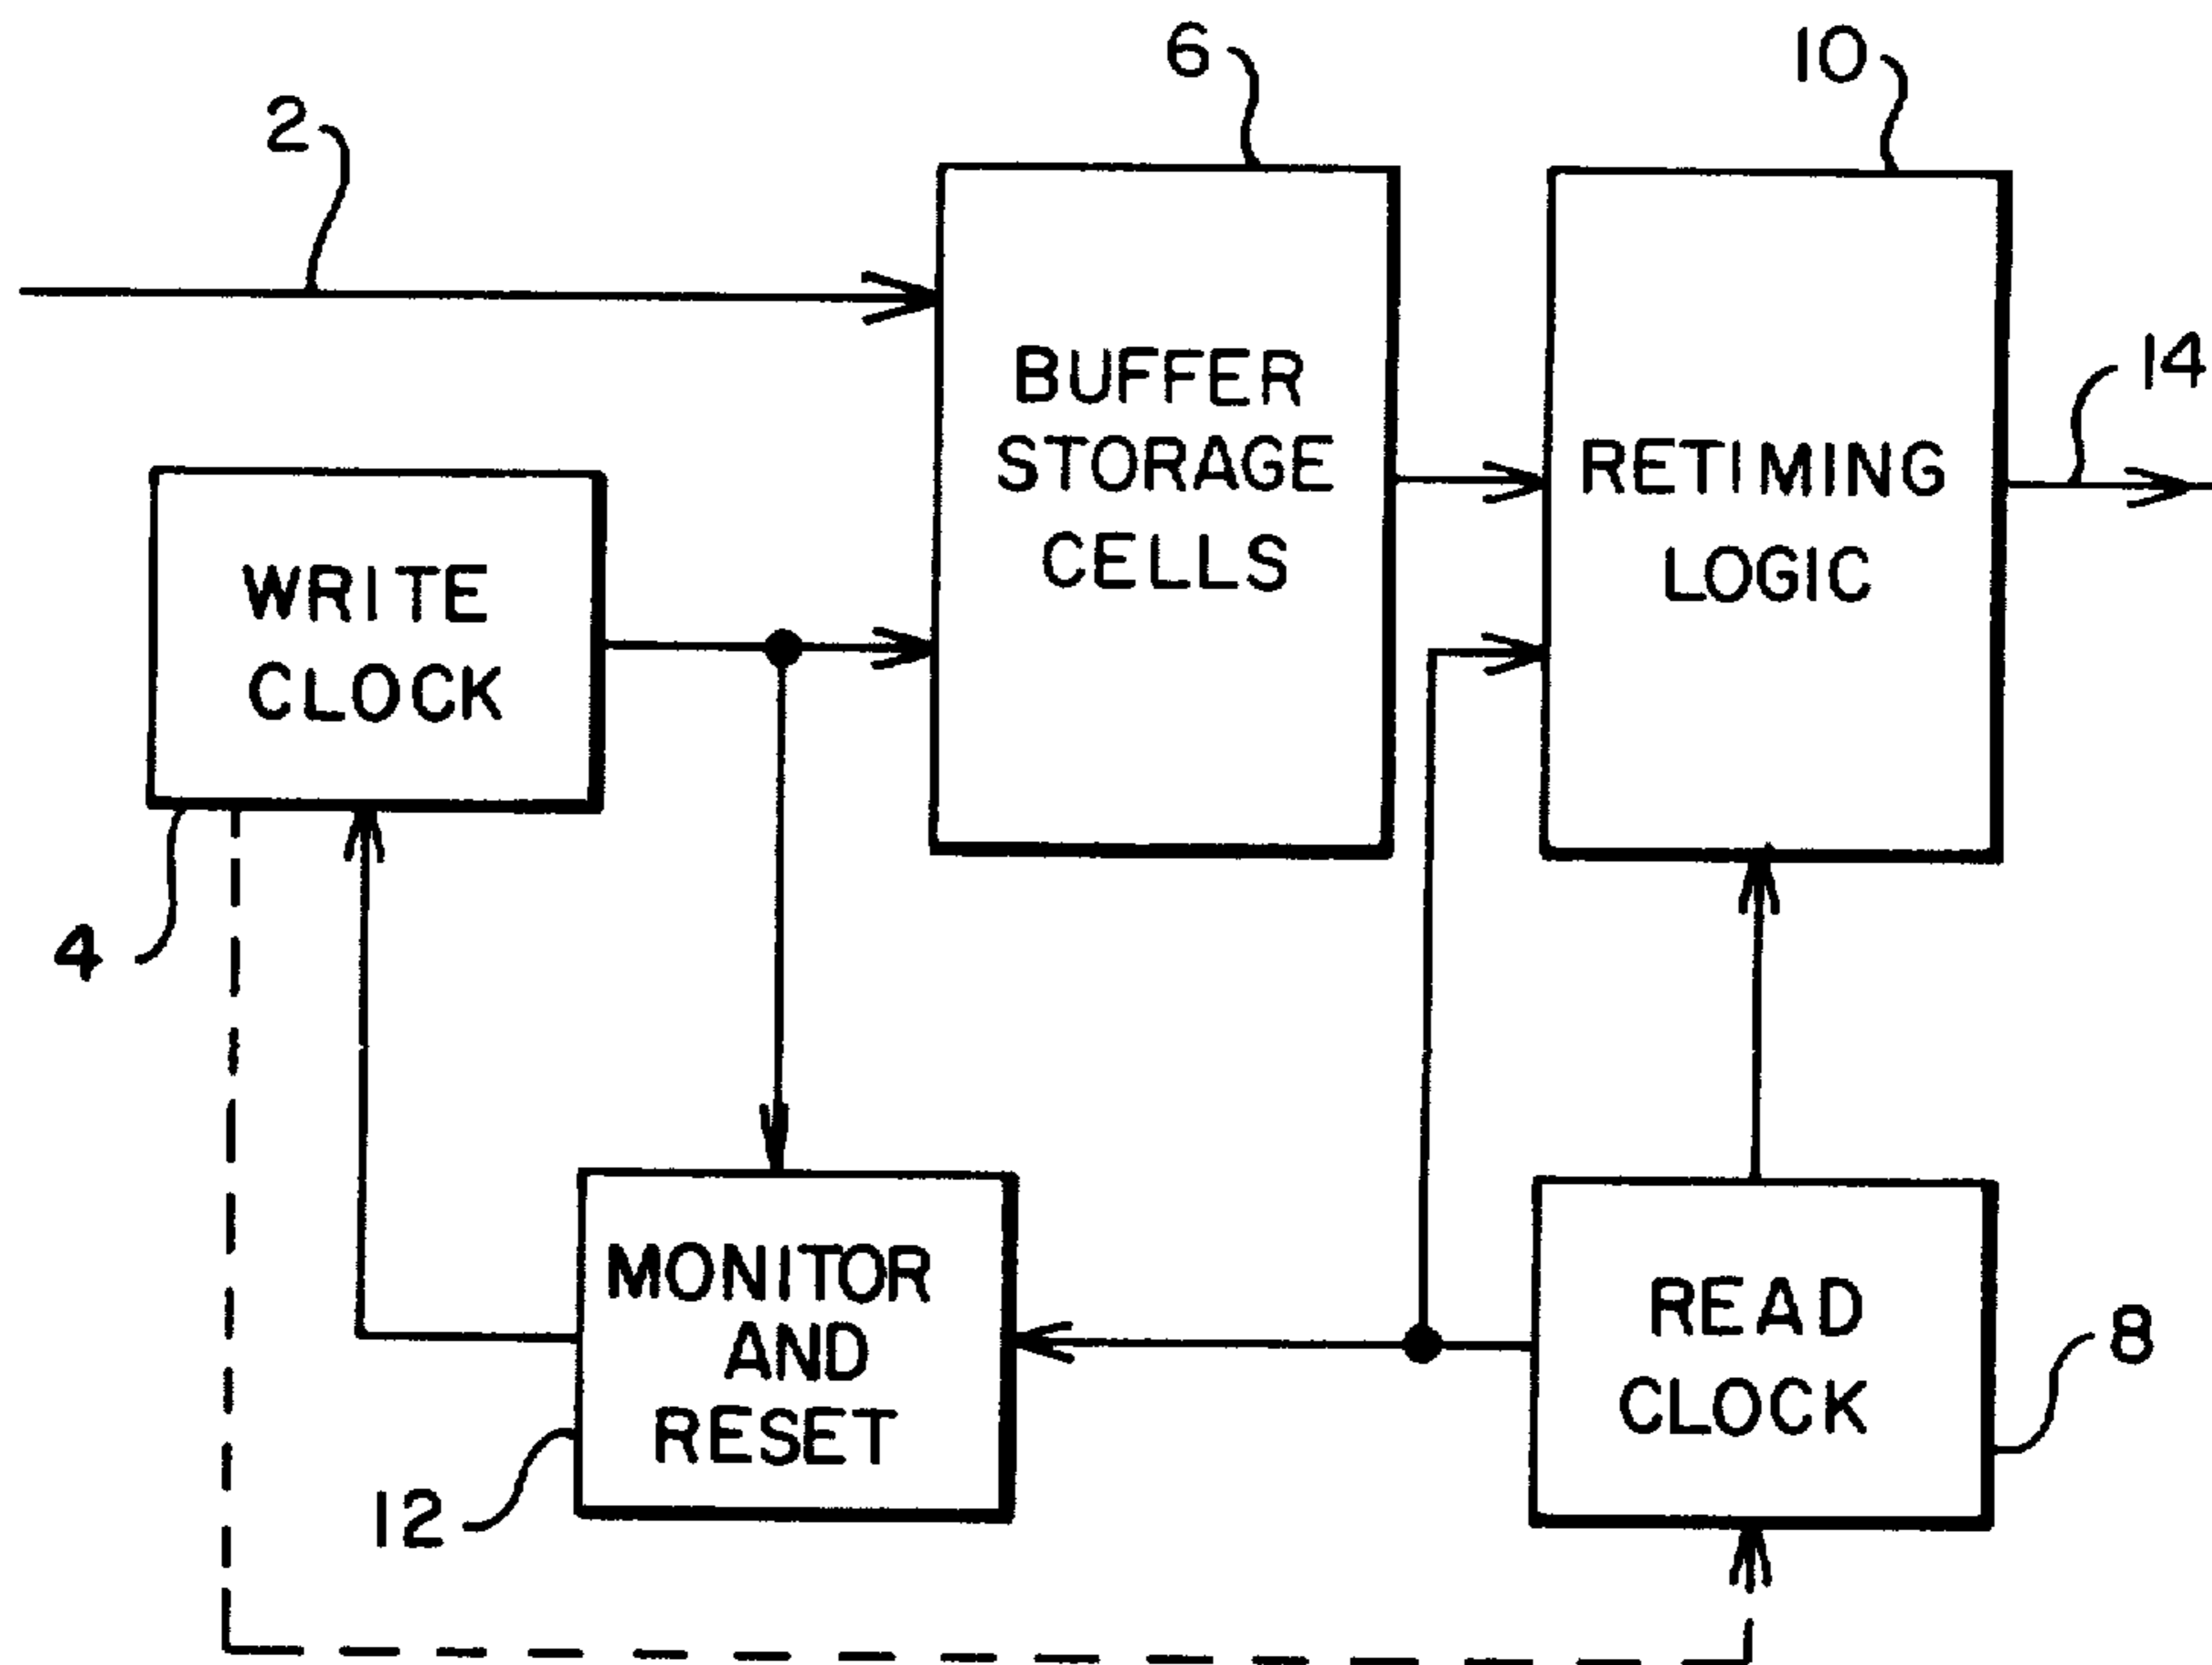 2
6
10
BUFFER
STORAGE
CELLS
RETIMING
LOGIC
14
WRITE
CLOCK
4
MONITOR
AND
RESET
12
READ
CLOCK
8